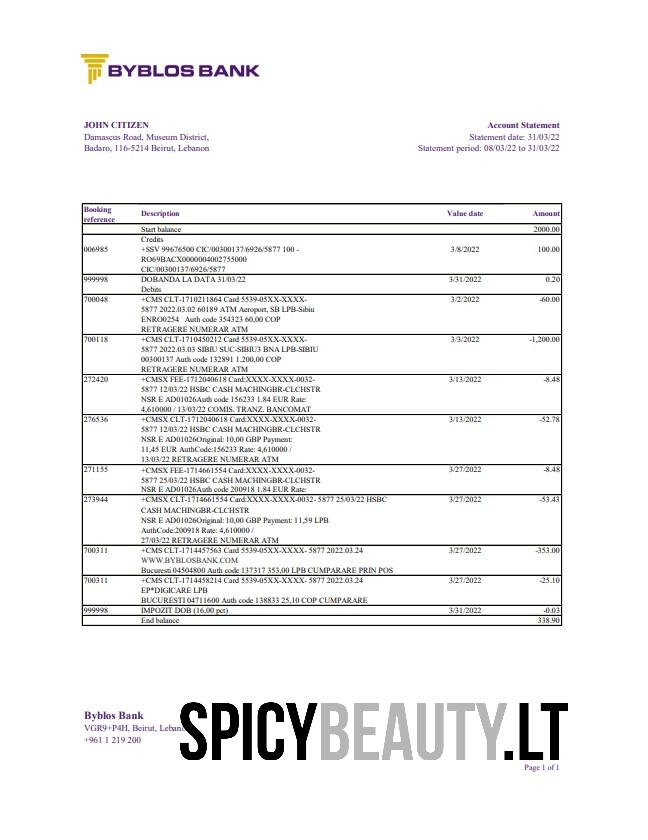 BYBLOS BANK
JOHN CITIZEN
Damascus Road, Museum District,
Badaro, 116-5214 Beirut, Lebanon
Account Statement
Statement date: 31/03/22
Statement period: 08/03/22 to 31/03/22
Booking reference Description Value date Amount
Start balance 2000.00
Credits
006985 +SSV 99676500 CIC/00300137/6926/5877 100 - 3/8/2022 100.00
RO69BACX0000004002755000
CIC/00300137/6926/5877
999998 DOBANDA LA DATA 31/03/22 3/31/2022 0.20
Debits
700048 +CMS CLT-1710211864 Card 5539-05XX-XXXX- 3/2/2022 -60.00
5877 2022.03.02 60189 ATM Aeroport, SB LPB-Sibiu
ENRO0254 Auth code 354323 60,00 COP
RETRAGERE NUMERAR ATM
700118 +CMS CLT-1710450212 Card 5539-05XX-XXXX- 3/3/2022 -1,200.00
5877 2022.03.03 SIBIU SUC-SIBIU3 BNA LPB-SIBIU
00300137 Auth code 132891 1.200,00 COP
RETRAGERE NUMERAR ATM
272420 +CMSX FEE-1712040618 Card:XXXX-XXXX-0032- 3/13/2022 -8.48
5877 12/03/22 HSBC CASH MACHINGBR-CLCHSTR
NSR E AD01026Auth code 156233 1.84 EUR Rate:
4,610000 / 13/03/22 COMIS. TRANZ. BANCOMAT
276536 +CMSX CLT-1712040618 Card:XXXX-XXXX-0032- 3/13/2022 -52.78
5877 12/03/22 HSBC CASH MACHINGBR-CLCHSTR
NSR E AD01026Original: 10,00 GBP Payment:
11,45 EUR AuthCode:156233 Rate: 4,610000 /
13/03/22 RETRAGERE NUMERAR ATM
271155 +CMSX FEE-1714661554 Card:XXXX-XXXX-0032- 3/27/2022 -8.48
5877 25/03/22 HSBC CASH MACHINGBR-CLCHSTR
NSR E AD01026Auth code 200918 1.84 EUR Rate:
273944 +CMSX CLT-1714661554 Card:XXXX-XXXX-0032- 5877 25/03/22 HSBC 3/27/2022 -53.43
CASH MACHINGBR-CLCHSTR
NSR E AD01026Original: 10,00 GBP Payment: 11,59 LPB
AuthCode:200918 Rate: 4,610000 /
27/03/22 RETRAGERE NUMERAR ATM
700311 +CMS CLT-1714457563 Card 5539-05XX-XXXX- 5877 2022.03.24 3/27/2022 -353.00
WWW.BYBLOSBANK.COM
Bucuresti 04504800 Auth code 137317 353,00 LPB CUMPARARE PRIN POS
700311 +CMS CLT-1714458214 Card 5539-05XX-XXXX- 5877 2022.03.24 3/27/2022 -25.10
EP*DIGICARE LPB
BUCURESTI 04711600 Auth code 138833 25,10 COP CUMPARARE
999998 IMPOZIT DOB (16,00 pct) 3/31/2022 -0.03
End balance 338.90
Byblos Bank
VGR9+P4H, Beirut,
+961 1 219 200
SPICYBEAUTY.LT
Page 1 of 1